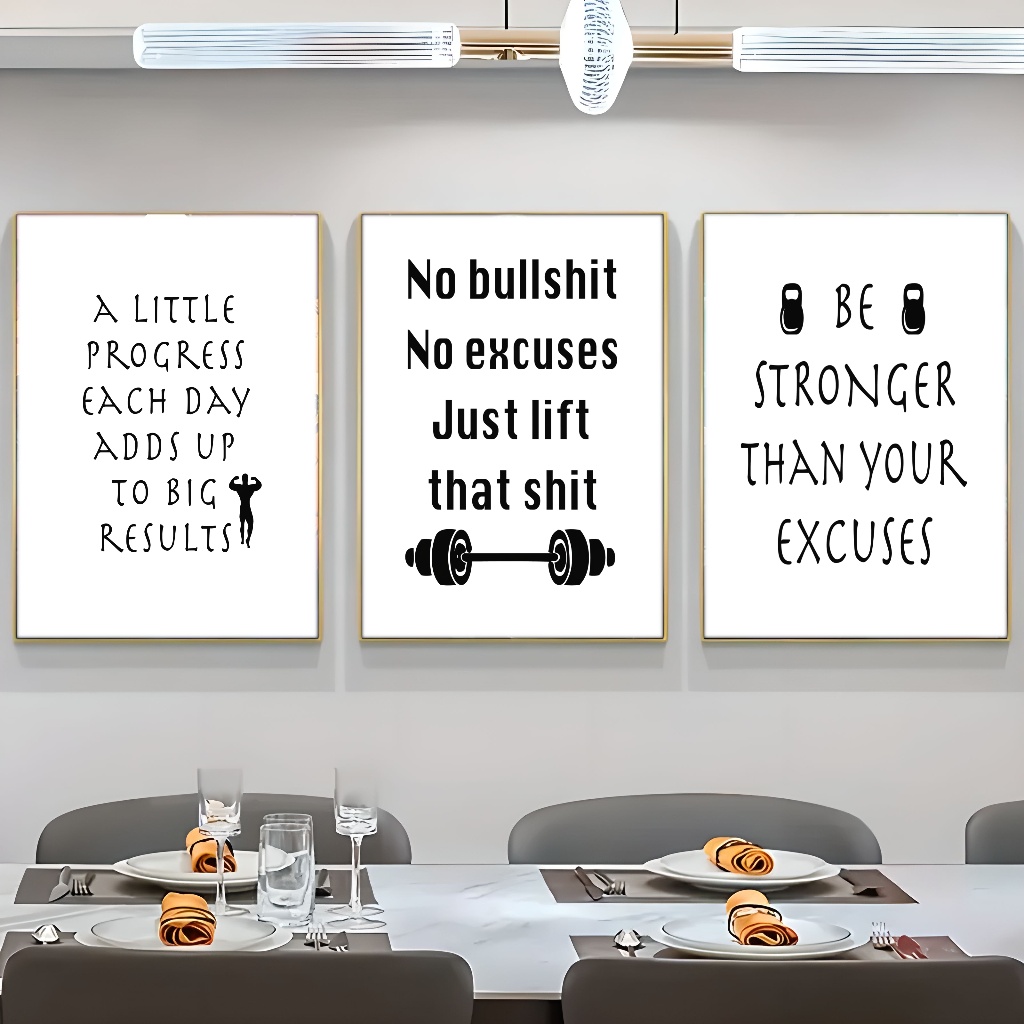 A LITTLE
PROGRESS
EACH DAY
ADDS UP
TO BIG
RESULTS
No bullshit
No excuses
Just lift
that shit
BE
STRONGER
THAN YOUR
EXCUSES